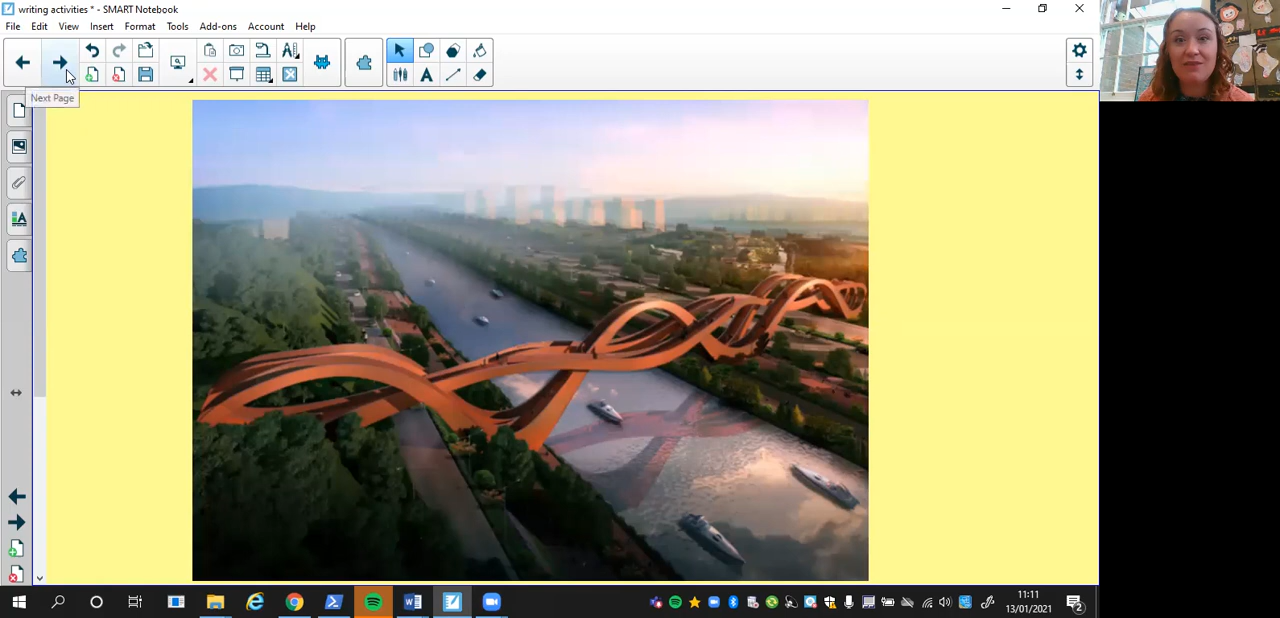 writing activities * - SMART Notebook
File Edit View Insert Format Tools Add-ons Account Help
Next Page
11:11
13/01/2021
2